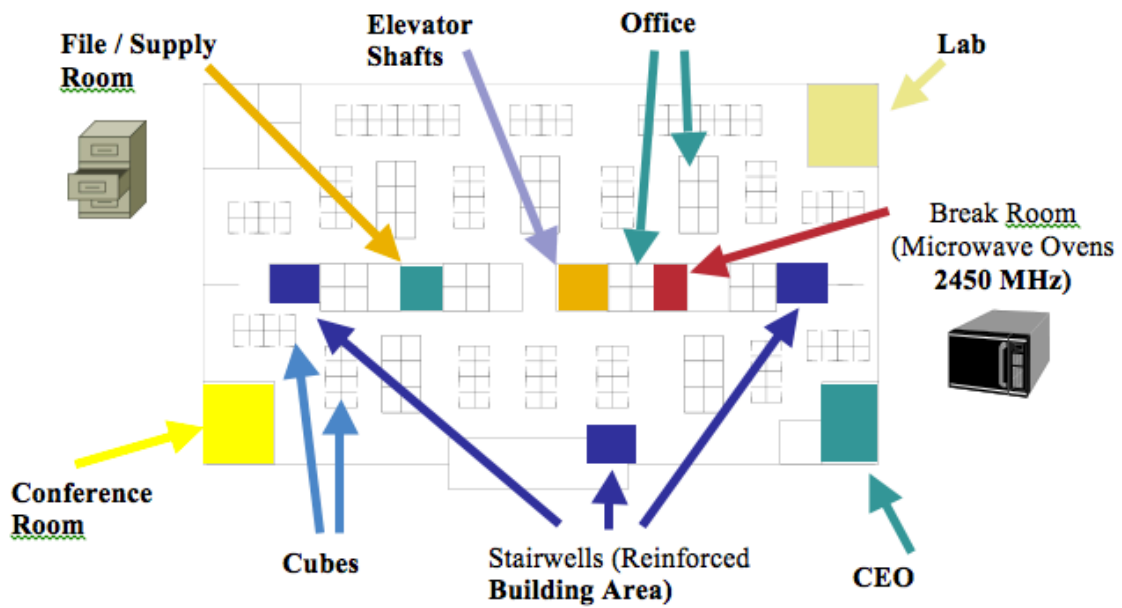 File / Supply
Room
Elevator
Shafts
Office
Lab
Break Room
(Microwave Ovens
2450 MHz)
Conference
Room
Cubes
Stairwells (Reinforced
Building Area)
CEO